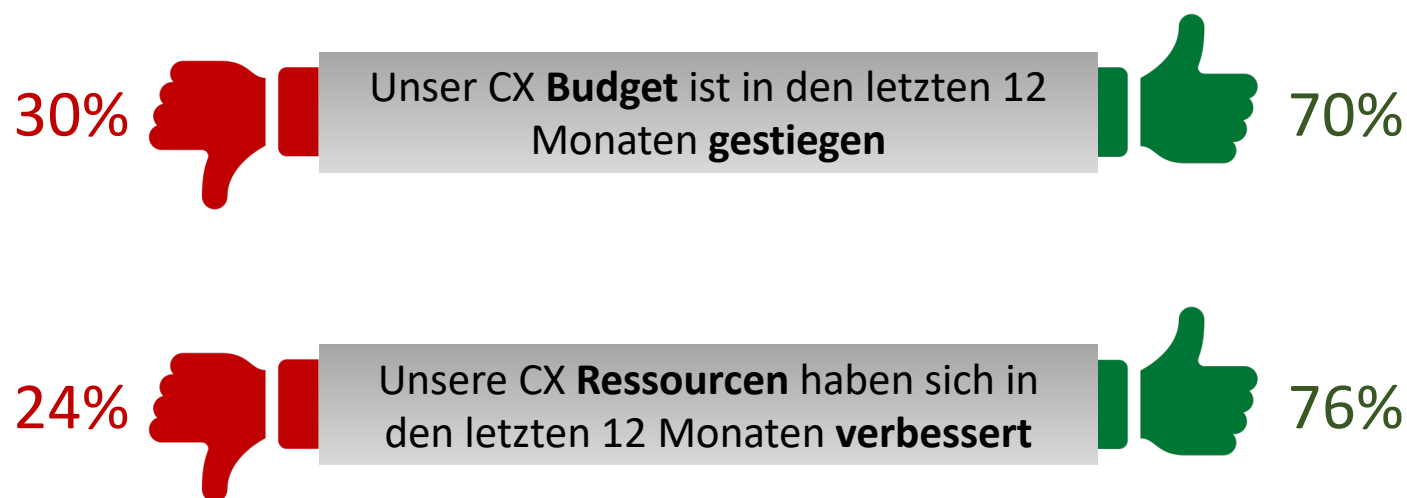 30%
Unser CX Budget ist in den letzten 12
Monaten gestiegen
70%
24%
Unsere CX Ressourcen haben sich in
den letzten 12 Monaten verbessert
76%